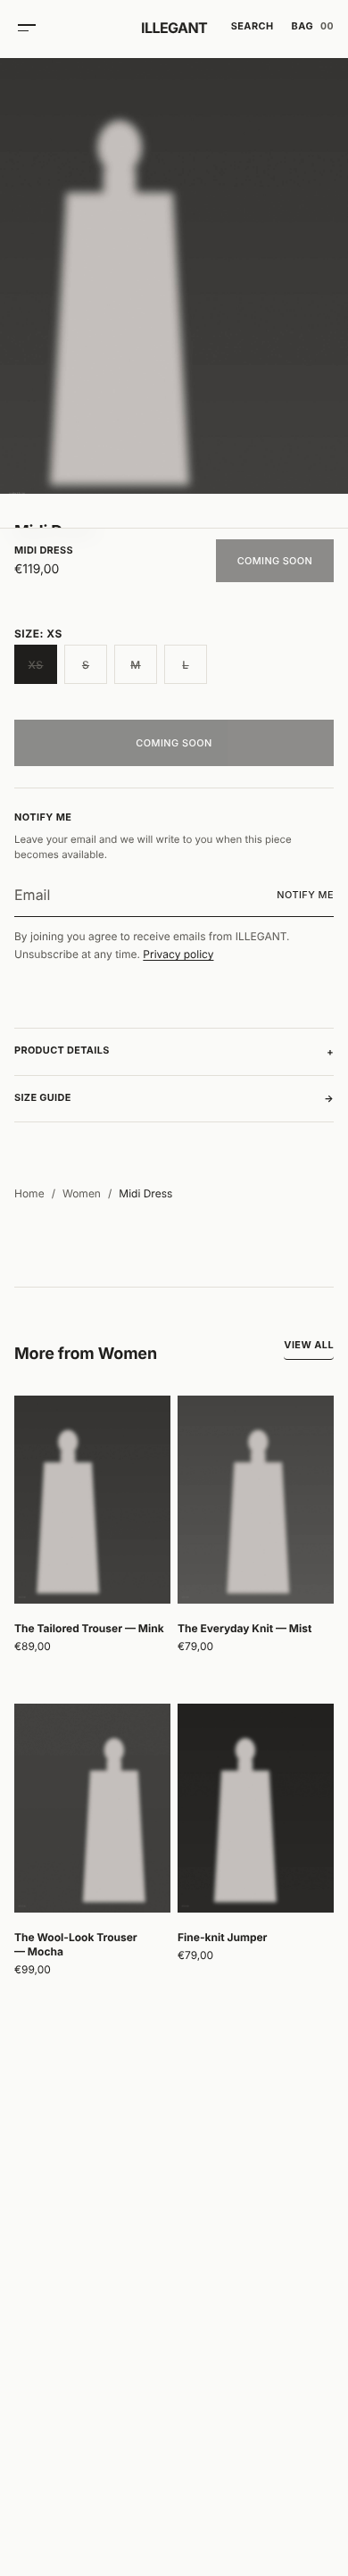 ILLEGANT
SEARCH
BAG 00
MIDI DRESS
€119,00
COMING SOON
SIZE: XS
XS
S
M
L
COMING SOON
NOTIFY ME
Leave your email and we will write to you when this piece
becomes available.
Email
NOTIFY ME
By joining you agree to receive emails from ILLEGANT.
Unsubscribe at any time. Privacy policy
PRODUCT DETAILS +
SIZE GUIDE →
Home / Women / Midi Dress
More from Women
VIEW ALL
The Tailored Trouser — Mink
€89,00
The Everyday Knit — Mist
€79,00
The Wool-Look Trouser
— Mocha
€99,00
Fine-knit Jumper
€79,00